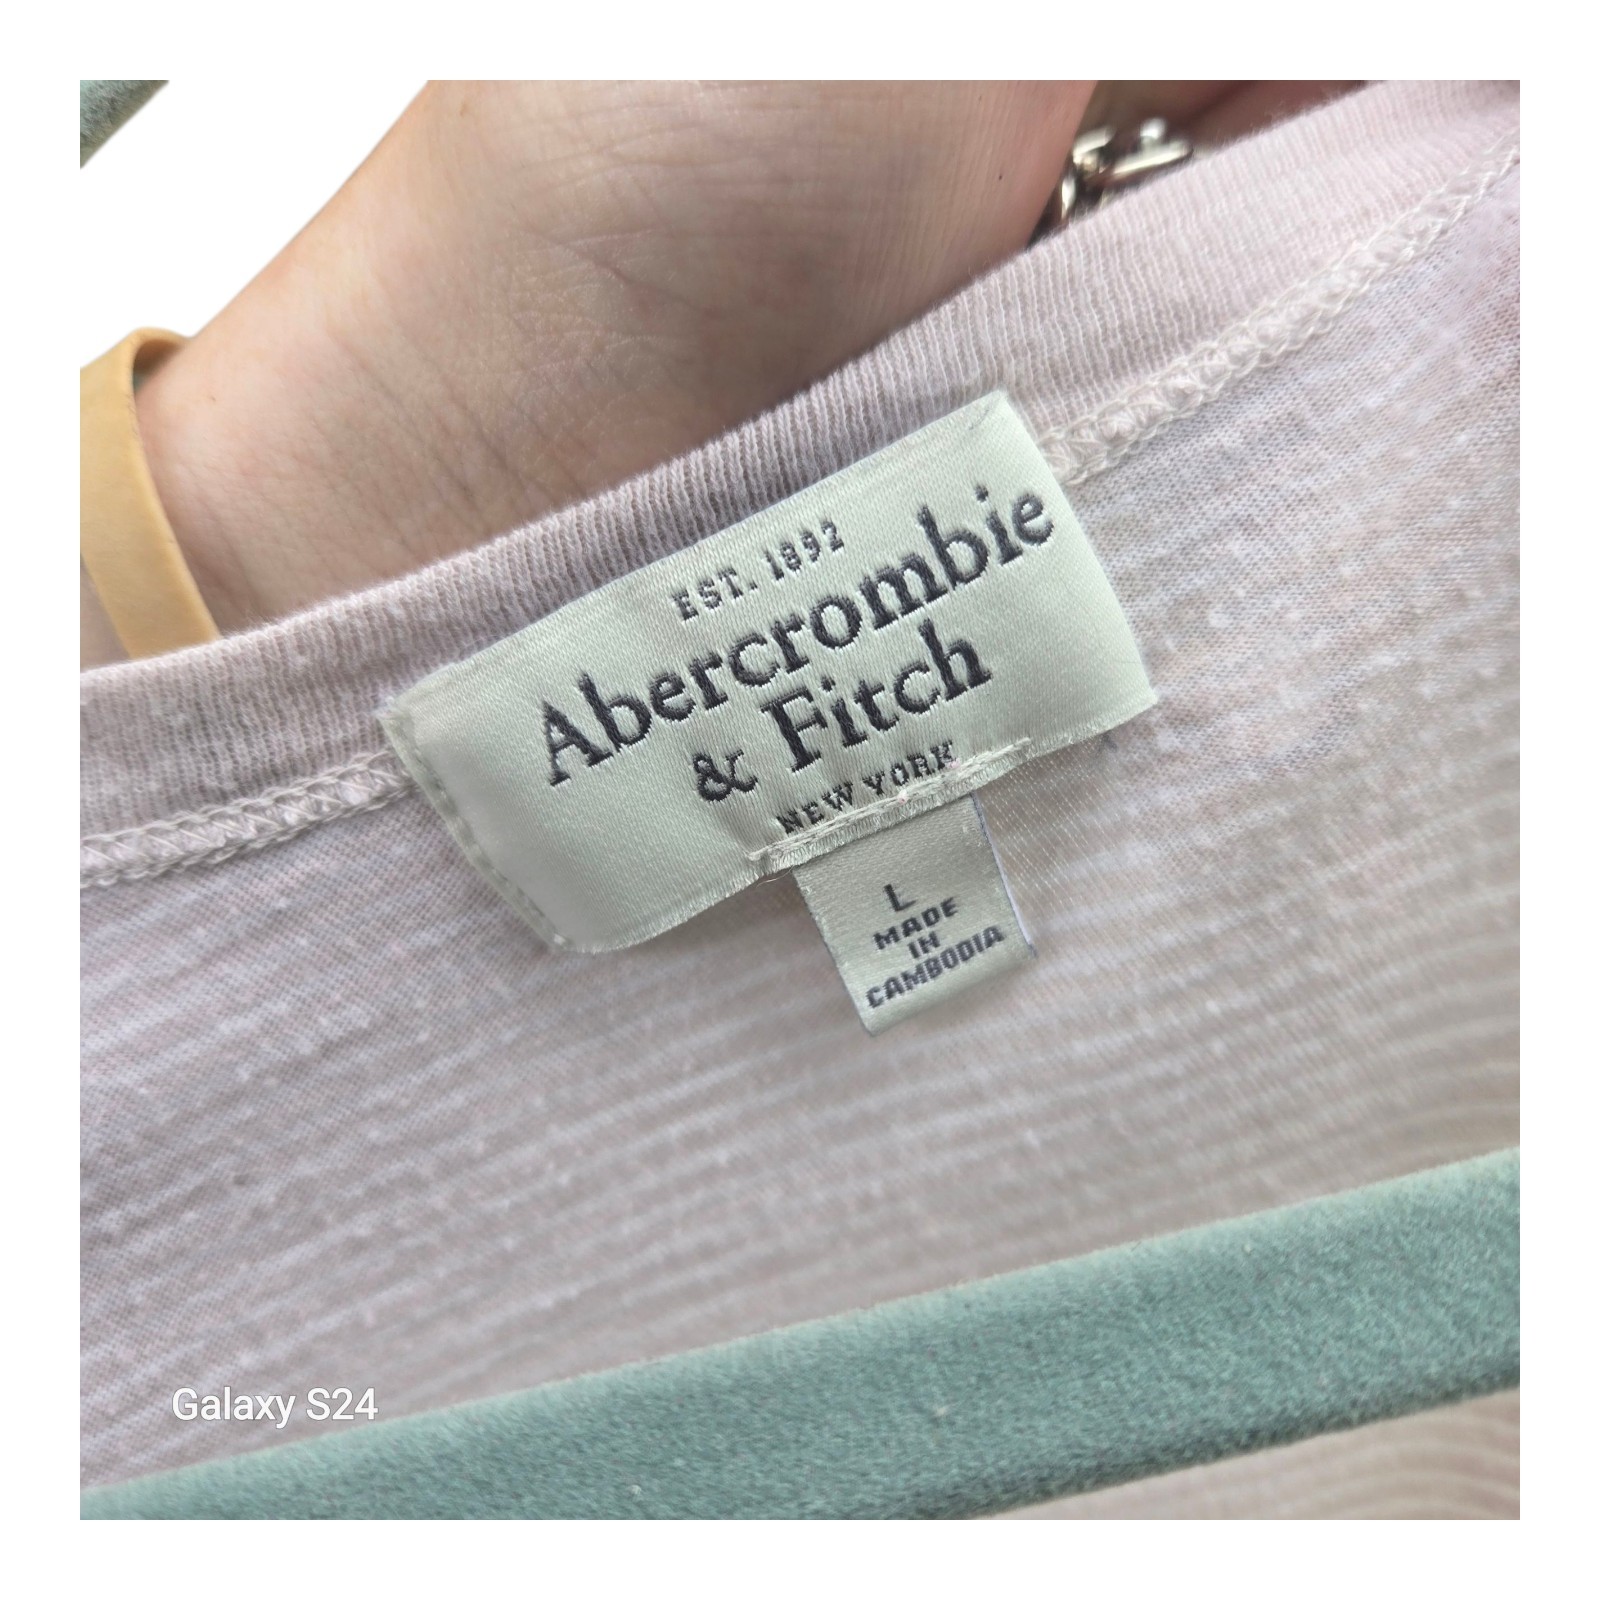 EST. 1892
Abercrombie
& Fitch
NEW YORK
L
MADE
IN
CAMBODIA
Galaxy S24